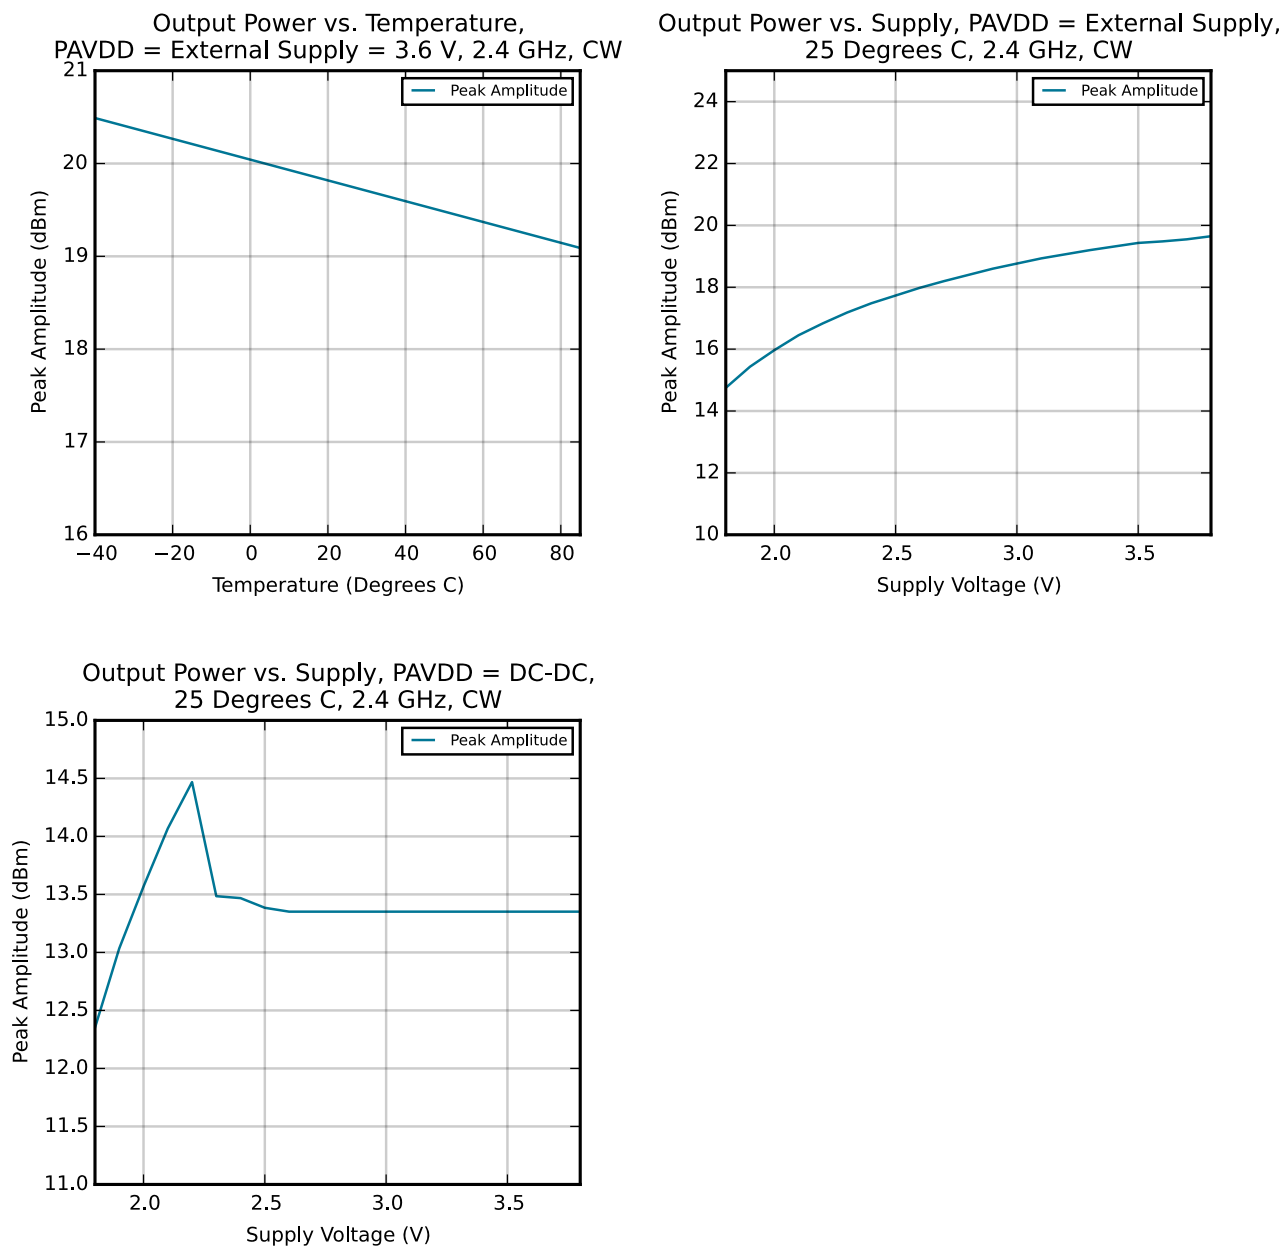 Output Power vs. Temperature,
PAVDD = External Supply = 3.6 V, 2.4 GHz, CW
Peak Amplitude
21
20
19
18
17
16
Peak Amplitude (dBm)
−40 −20 0 20 40 60 80
Temperature (Degrees C)
Output Power vs. Supply, PAVDD = External Supply,
25 Degrees C, 2.4 GHz, CW
Peak Amplitude
24
22
20
18
16
14
12
10
Peak Amplitude (dBm)
2.0 2.5 3.0 3.5
Supply Voltage (V)
Output Power vs. Supply, PAVDD = DC-DC,
25 Degrees C, 2.4 GHz, CW
Peak Amplitude
15.0
14.5
14.0
13.5
13.0
12.5
12.0
11.5
11.0
Peak Amplitude (dBm)
2.0 2.5 3.0 3.5
Supply Voltage (V)